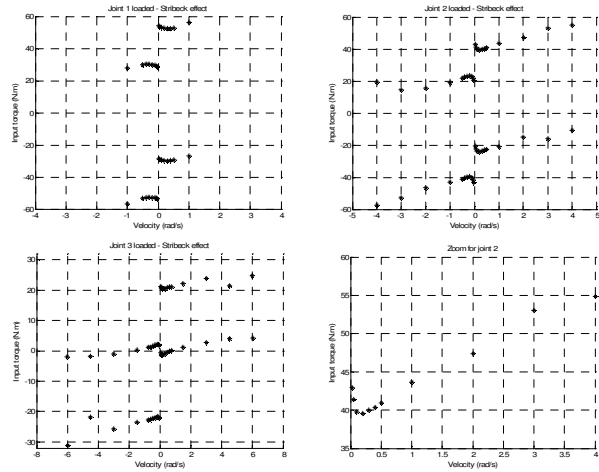 Joint 1 loaded - Stribeck effect
60
40
20
0
-20
-40
-60
Input torque (N.m)
-4 -3 -2 -1 0 1 2 3 4
Velocity (rad/s)
Joint 2 loaded - Stribeck effect
60
40
20
0
-20
-40
-60
Input torque (N.m)
-5 -4 -3 -2 -1 0 1 2 3 4 5
Velocity (rad/s)
Joint 3 loaded - Stribeck effect
30
20
10
0
-10
-20
-30
Input torque (N.m)
-8 -6 -4 -2 0 2 4 6 8
Velocity (rad/s)
Zoom for joint 2
60
55
50
45
40
35
Input torque (N.m)
0 0.5 1 1.5 2 2.5 3 3.5 4
Velocity (rad/s)